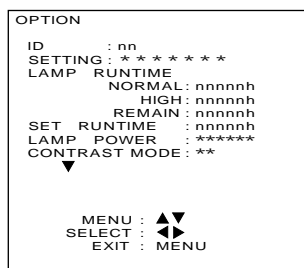 OPTION
ID : nn
SETTING : * * * * * * *
LAMP RUNTIME
NORMAL : nnnnnh
HIGH : nnnnnh
REMAIN : nnnnnh
SET RUNTIME : nnnnnh
LAMP POWER : ******
CONTRAST MODE : **
▼
MENU : ▲▼
SELECT : ◀▶
EXIT : MENU